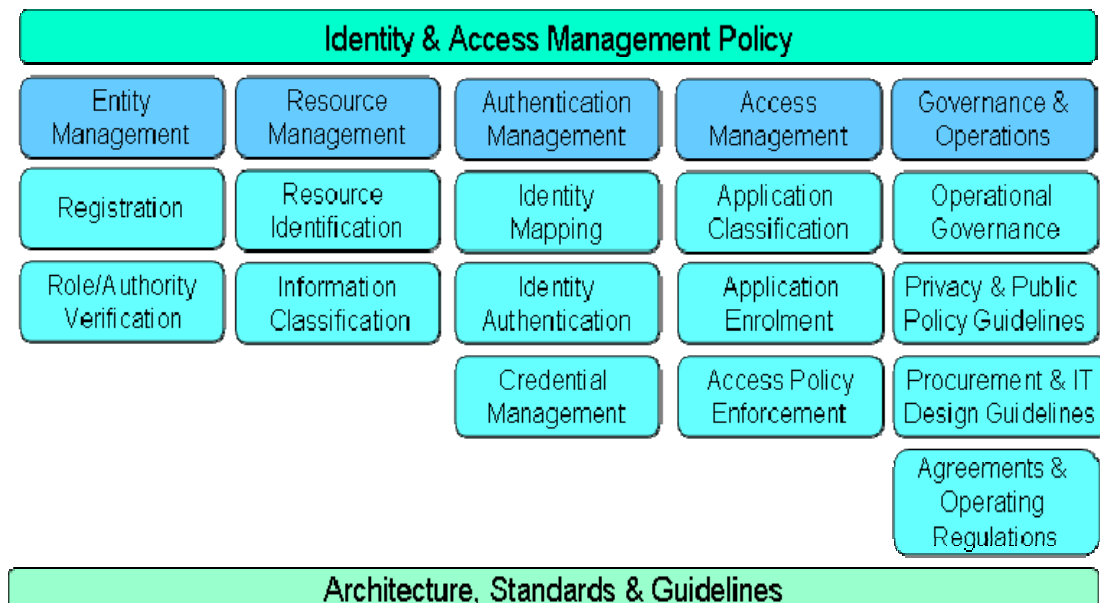 Identity & Access Management Policy
Entity
Management
Resource
Management
Authentication
Management
Access
Management
Governance &
Operations
Registration
Resource
Identification
Identity
Mapping
Application
Classification
Operational
Governance
Role/Authority
Verification
Information
Classification
Identity
Authentication
Application
Enrolment
Privacy & Public
Policy Guidelines
Credential
Management
Access Policy
Enforcement
Procurement & IT
Design Guidelines
Agreements &
Operating
Regulations
Architecture, Standards & Guidelines